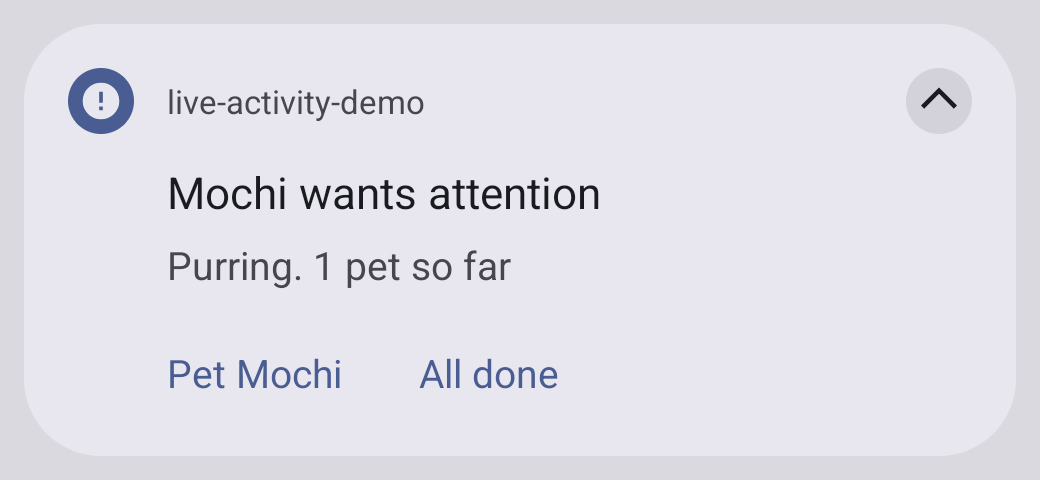 live-activity-demo
Mochi wants attention
Purring. 1 pet so far
Pet Mochi All done